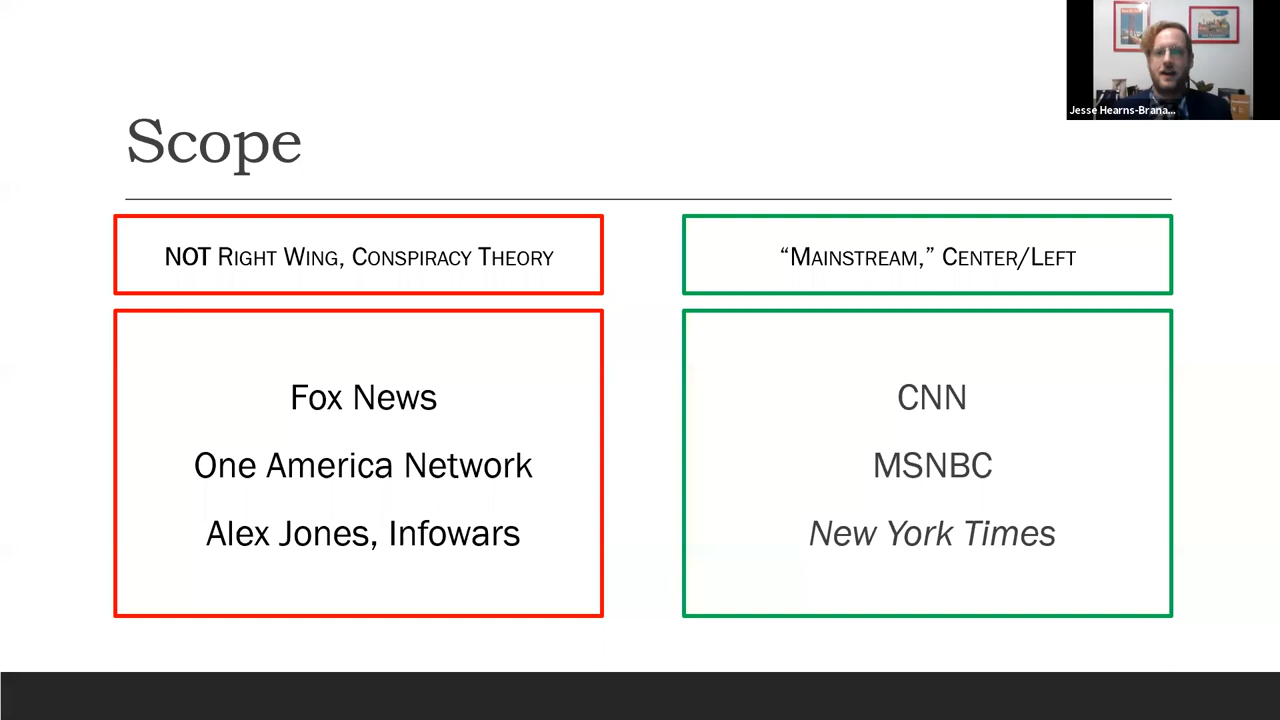 Jesse Hearns-Brana...
Scope
NOT RIGHT WING, CONSPIRACY THEORY
“MAINSTREAM,” CENTER/LEFT
Fox News
One America Network
Alex Jones, Infowars
CNN
MSNBC
New York Times